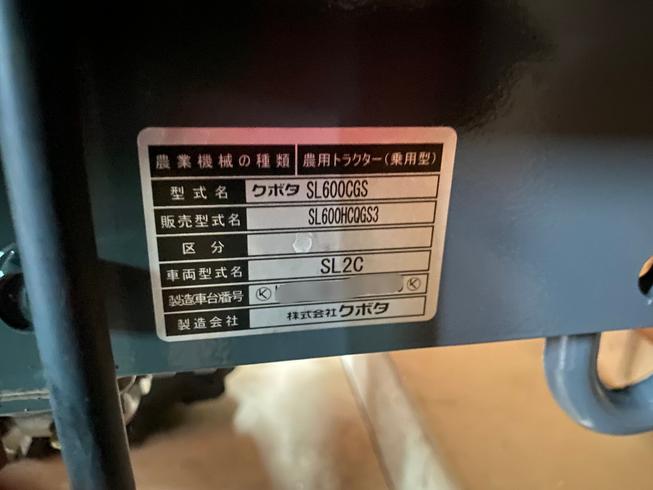 農業機械の種類 農用トラクター(乗用型)
型式名 クボタ SL600CGS
販売型式名 SL600HCQGS3
区分
車両型式名 SL2C
製造車台番号 Ⓚ Ⓚ
製造会社 株式会社クボタ